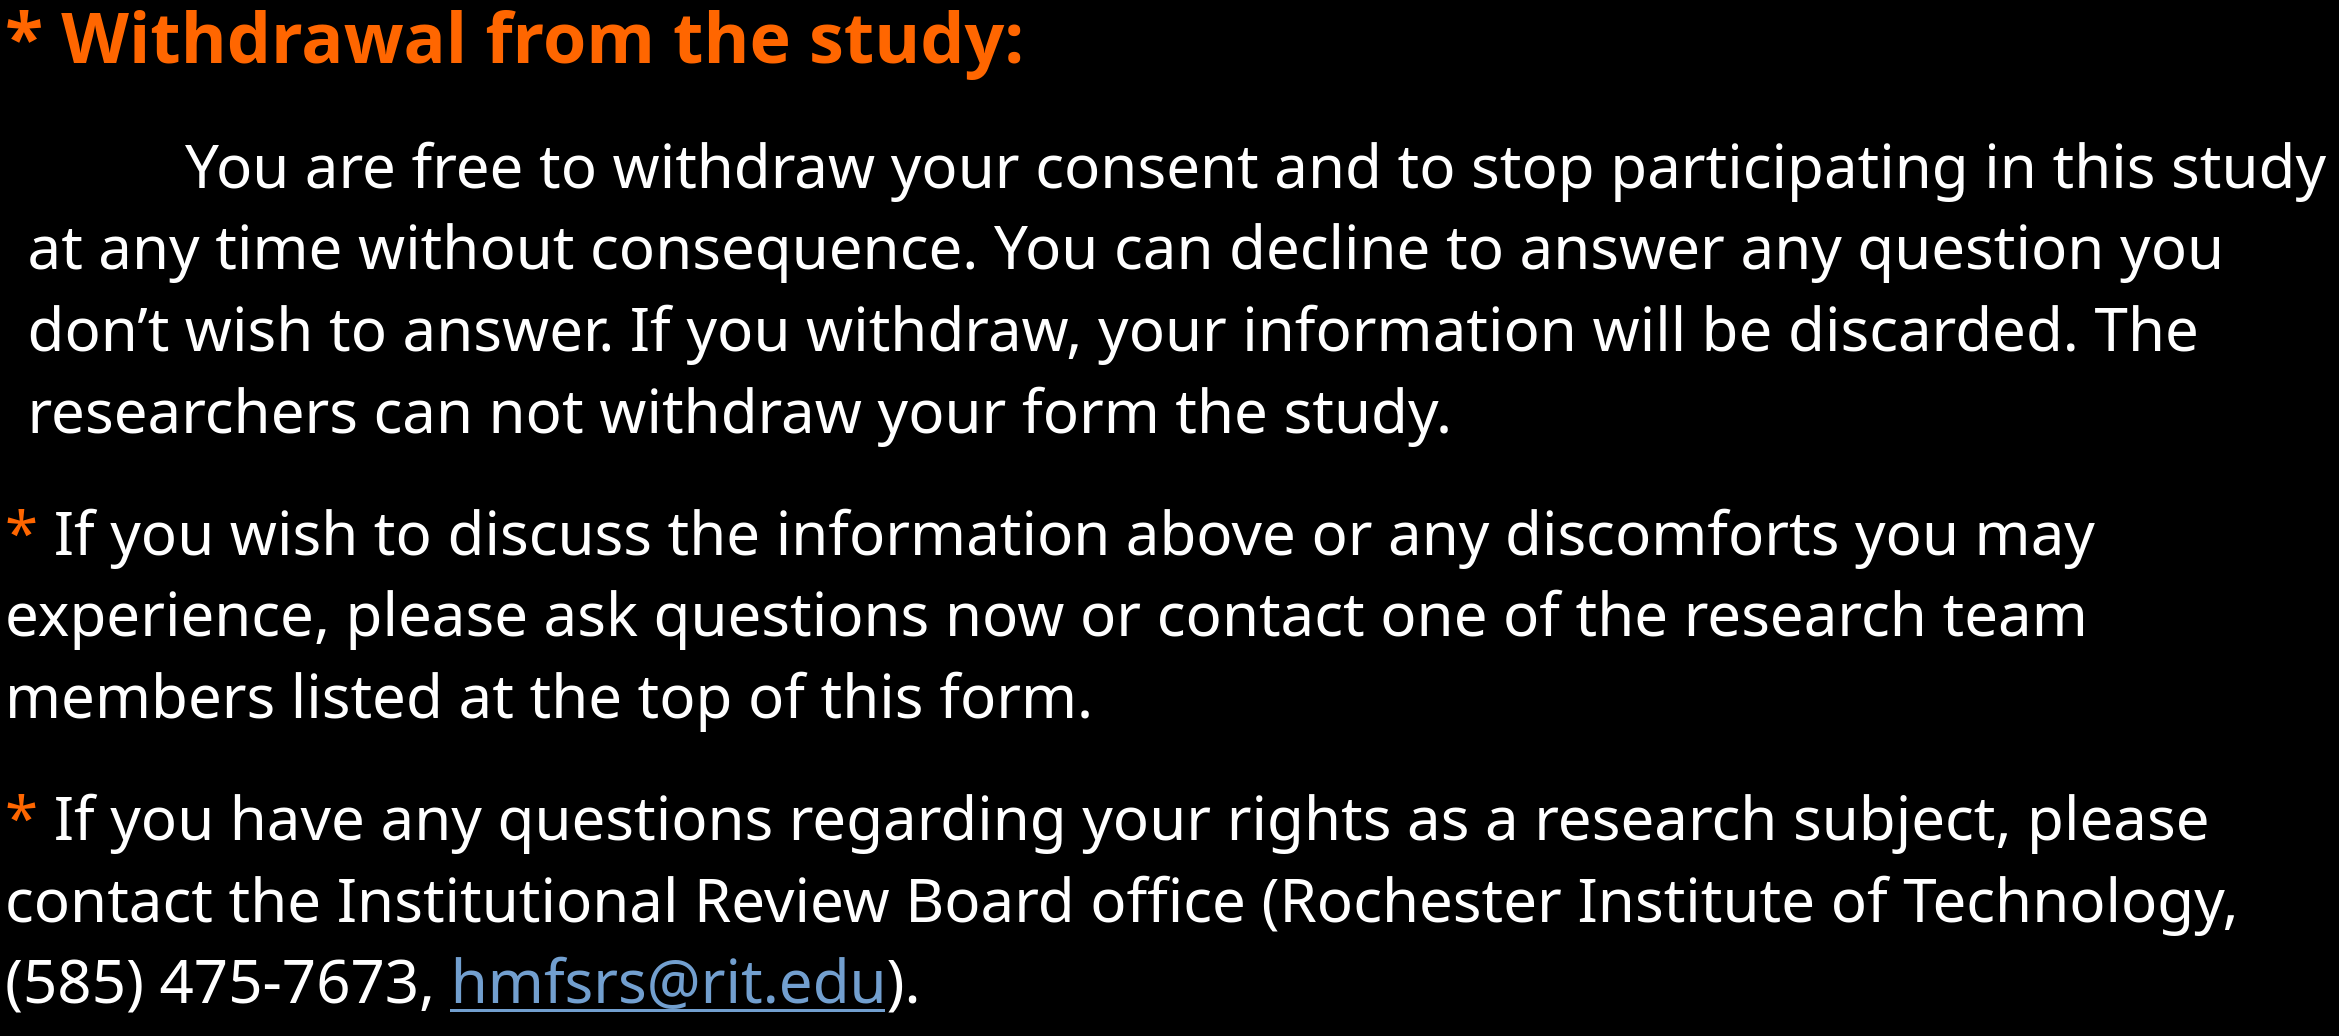 * Withdrawal from the study:
You are free to withdraw your consent and to stop participating in this study
at any time without consequence. You can decline to answer any question you
don’t wish to answer. If you withdraw, your information will be discarded. The
researchers can not withdraw your form the study.
* If you wish to discuss the information above or any discomforts you may
experience, please ask questions now or contact one of the research team
members listed at the top of this form.
* If you have any questions regarding your rights as a research subject, please
contact the Institutional Review Board office (Rochester Institute of Technology,
(585) 475-7673, hmfsrs@rit.edu).